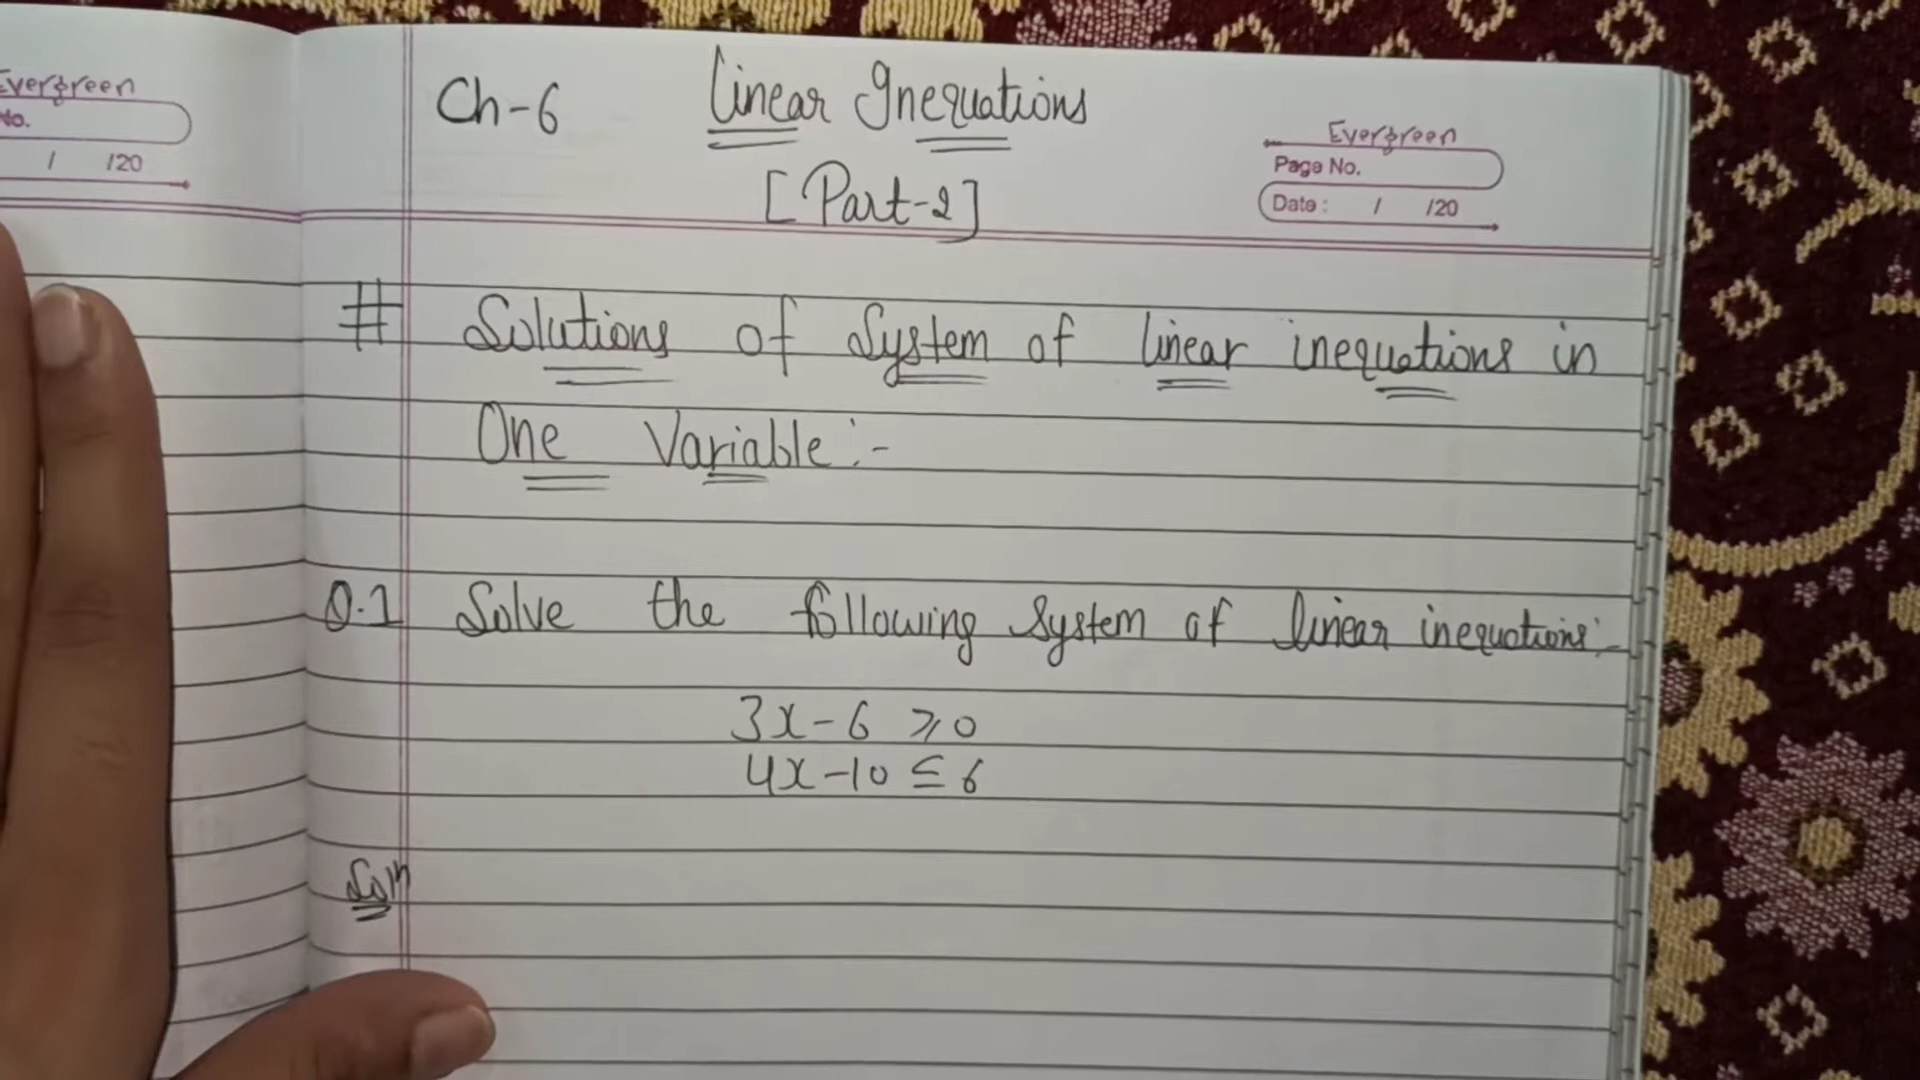 Evergreen
No.
/ /20
Ch-6 Linear Inequations
[Part-2]
Evergreen
Page No.
Date : / /20
# Solutions of System of linear inequations in
One Variable:-
Q.1 Solve the following System of linear inequations:-
3x-6 ⩾0
4x-10 ≤ 6
Soln